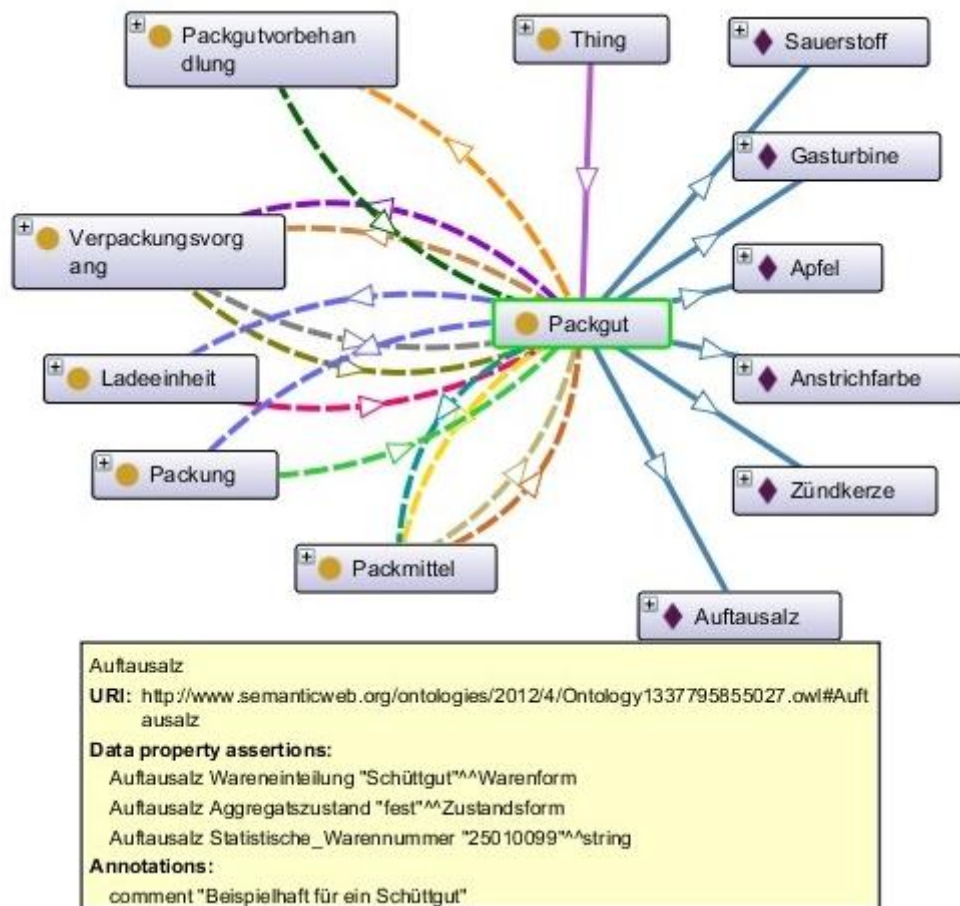 Packgutvorbehan
dlung
Thing
Sauerstoff
Gasturbine
Verpackungsvorg
ang
Apfel
Packgut
Ladeeinheit
Anstrichfarbe
Packung
Zündkerze
Packmittel
Auftausalz
Auftausalz
URI: http://www.semanticweb.org/ontologies/2012/4/Ontology1337795855027.owl#Auft
ausalz
Data property assertions:
Auftausalz Wareneinteilung "Schüttgut"^^Warenform
Auftausalz Aggregatszustand "fest"^^Zustandsform
Auftausalz Statistische_Warennummer "25010099"^^string
Annotations:
comment "Beispielhaft für ein Schüttgut"